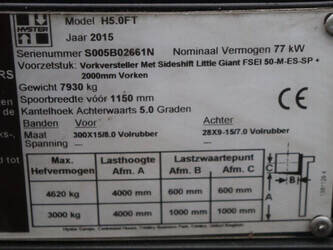 HYSTER
Model H5.0FT
Jaar 2015
Serienummer S005B02661N Nominaal Vermogen 77 kW
Voorzetstuk: Vorkversteller Met Sideshift Little Giant FSEI 50-M-ES-SP +
2000mm Vorken
Gewicht 7930 kg
Spoorbreedte vóór 1150 mm
Kantelhoek Achterwaarts 5.0 Graden
Voor Achter
Maat 300X15/8.0 Volrubber 28X9-15/7.0 Volrubber
Spanning -- --
CE
Max. Hefvermogen Lasthoogte Afm. A Lastzwaartepunt Afm. B Afm. C
4620 kg 4000 mm 600 mm 600 mm
3000 kg 4000 mm 1000 mm 1000 mm
C
B
A
RS